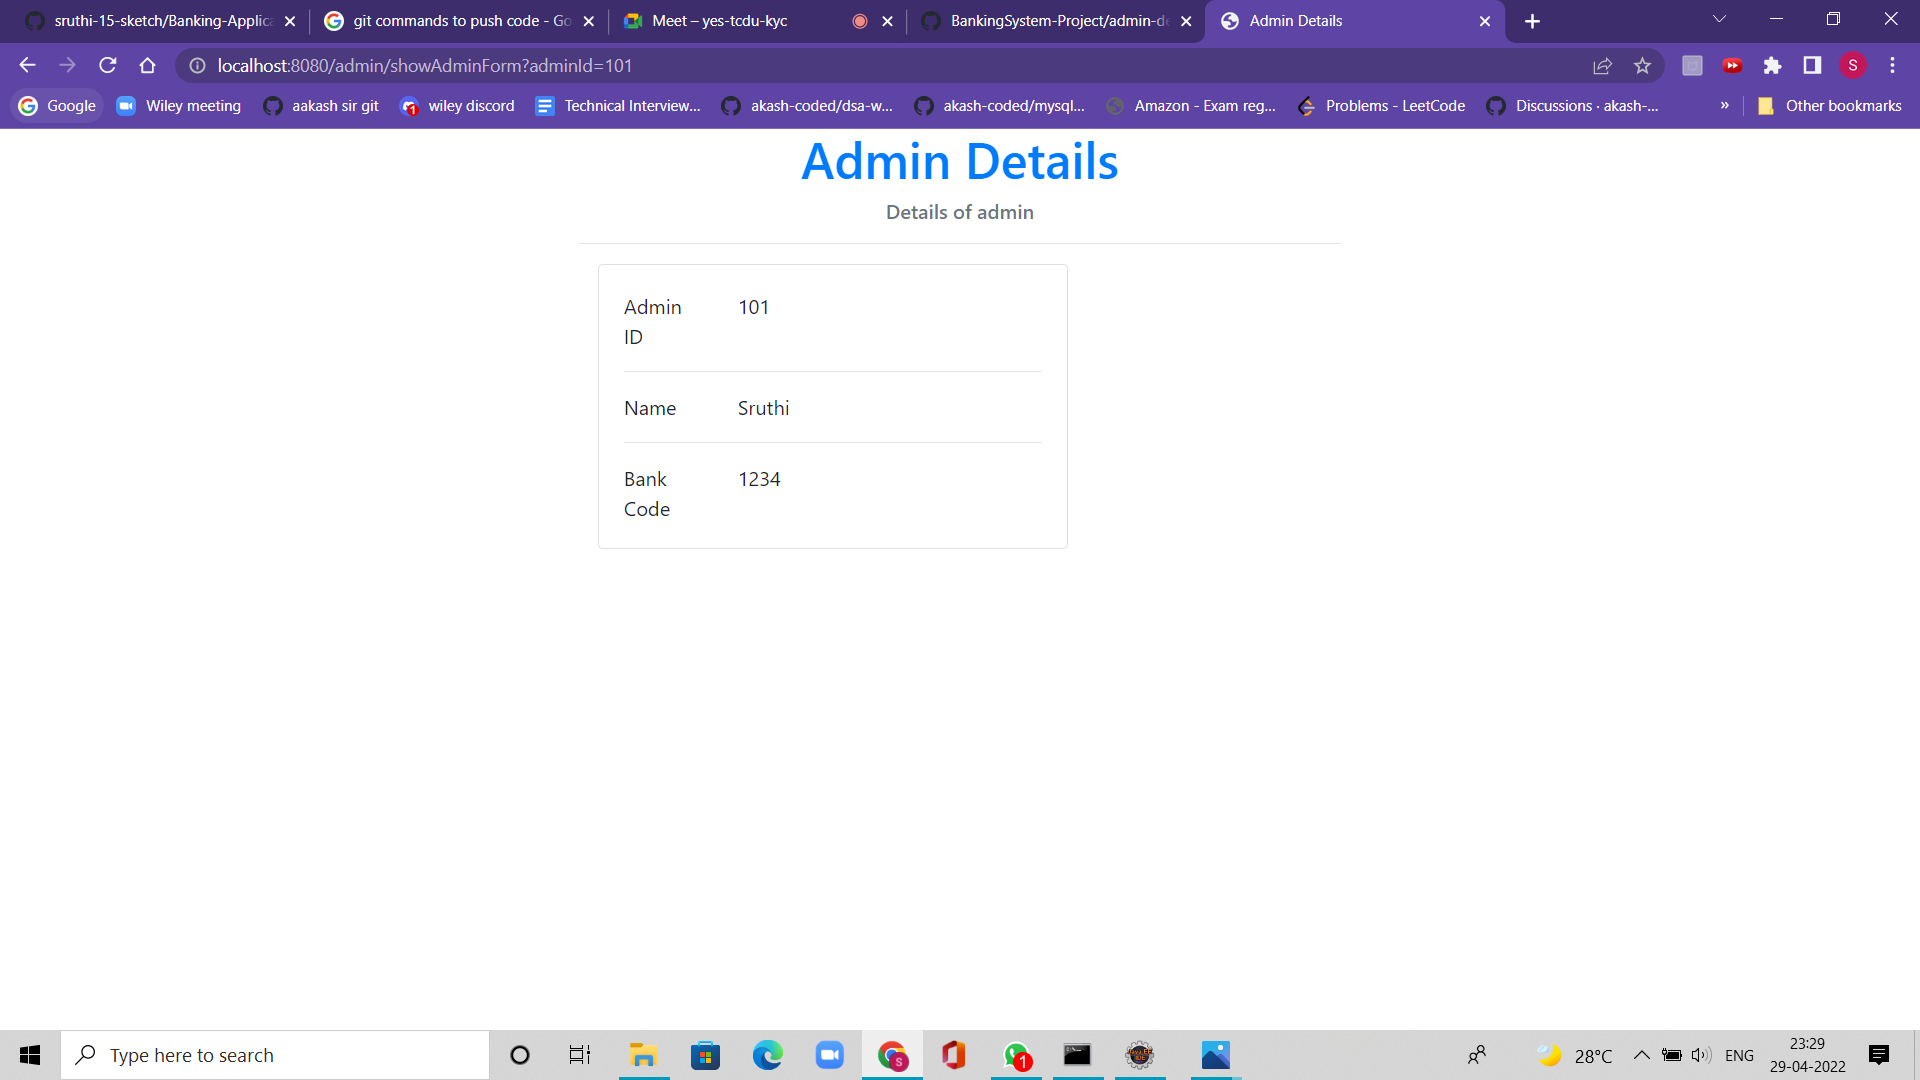 sruthi-15-sketch/Banking-Applica
git commands to push code - Go
Meet – yes-tcdu-kyc
BankingSystem-Project/admin-de
Admin Details
localhost:8080/admin/showAdminForm?adminId=101
S
Google
Wiley meeting
aakash sir git
1
wiley discord
Technical Interview...
akash-coded/dsa-w...
akash-coded/mysql...
Amazon - Exam reg...
Problems - LeetCode
Discussions · akash-...
»
Other bookmarks
Admin Details
Details of admin
Admin ID 101
Name Sruthi
Bank Code 1234
Type here to search
S
1
28°C
ENG
23:29
29-04-2022